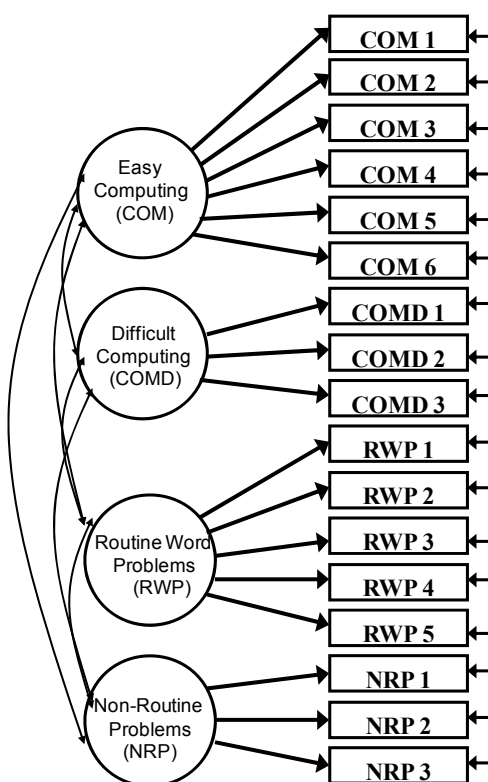 COM 1
COM 2
COM 3
COM 4
COM 5
COM 6
Easy
Computing
(COM)
COMD 1
COMD 2
COMD 3
Difficult
Computing
(COMD)
RWP 1
RWP 2
RWP 3
RWP 4
RWP 5
Routine Word
Problems
(RWP)
NRP 1
NRP 2
NRP 3
Non-Routine
Problems
(NRP)